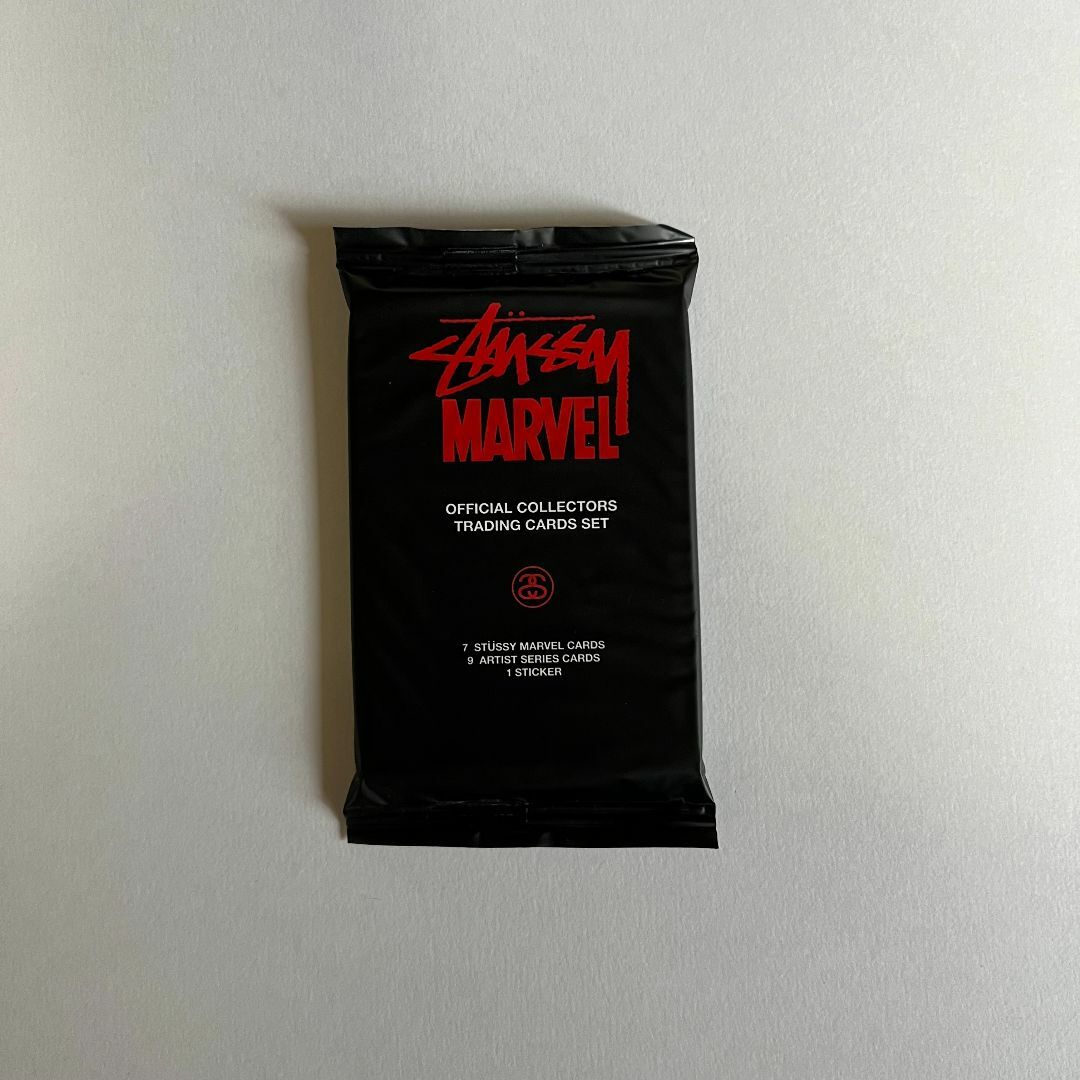 STÜSSY
MARVEL
OFFICIAL COLLECTORS
TRADING CARDS SET
7 STÜSSY MARVEL CARDS
9 ARTIST SERIES CARDS
1 STICKER